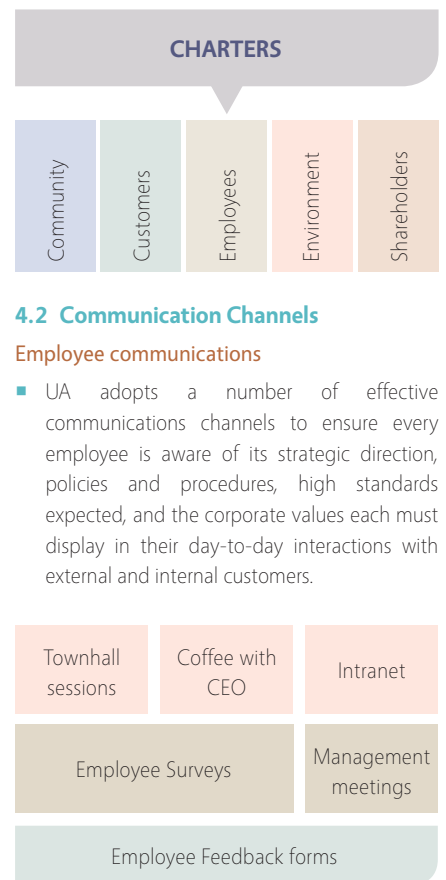 CHARTERS
Community
Customers
Employees
Environment
Shareholders
4.2 Communication Channels
Employee communications
▪ UA adopts a number of effective
communications channels to ensure every
employee is aware of its strategic direction,
policies and procedures, high standards
expected, and the corporate values each must
display in their day-to-day interactions with
external and internal customers.
Townhall
sessions
Coffee with
CEO
Intranet
Employee Surveys
Management
meetings
Employee Feedback forms